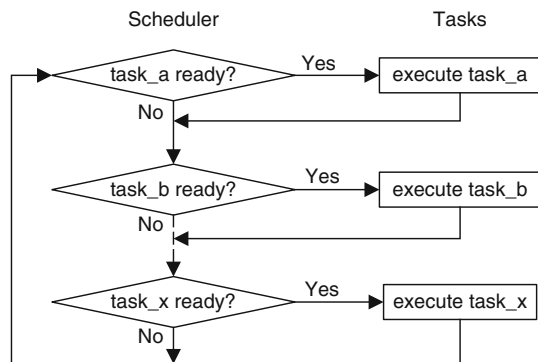 Scheduler Tasks
task_a ready? Yes execute task_a
No
task_b ready? Yes execute task_b
No
task_x ready? Yes execute task_x
No